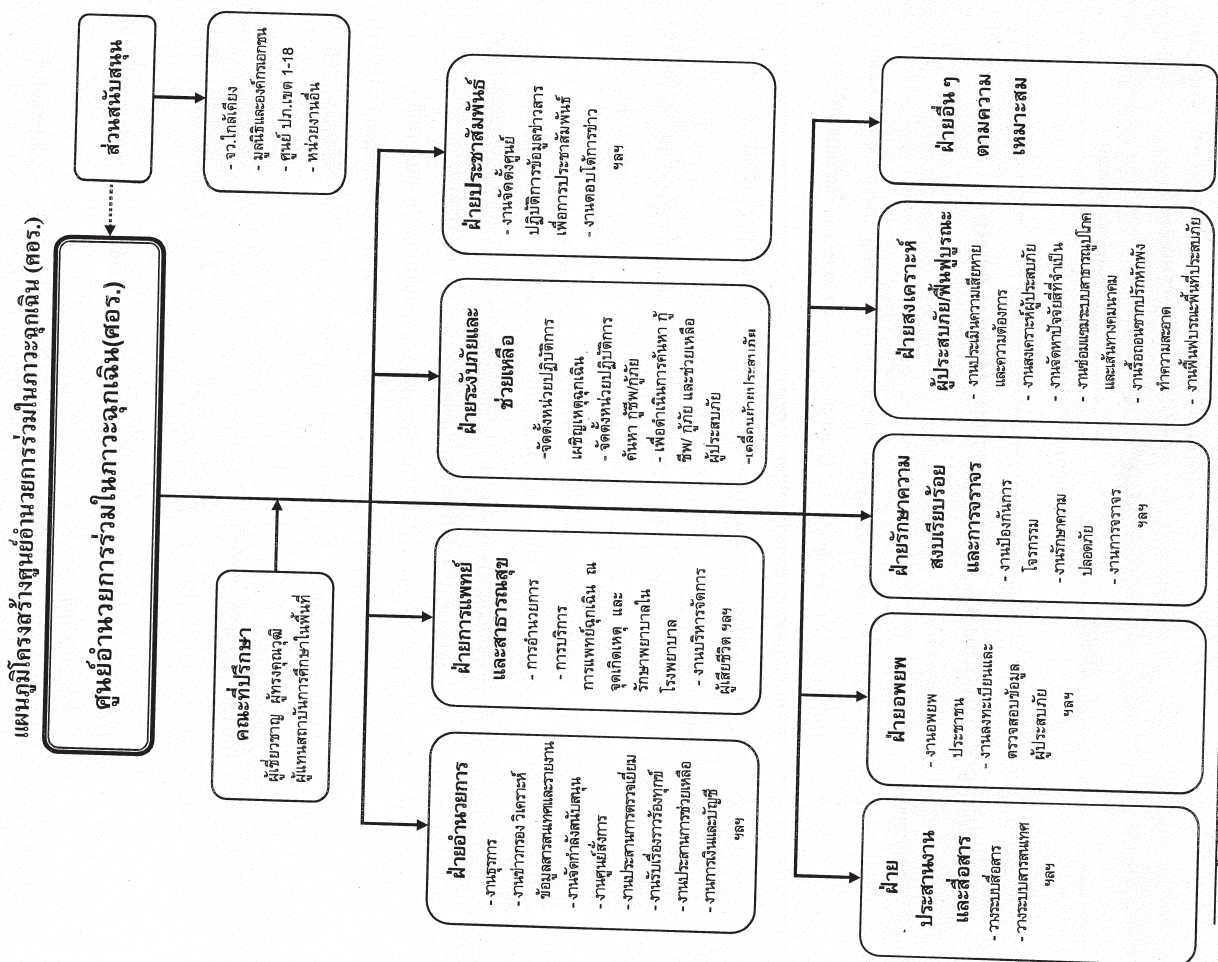 แผนภูมิโครงสร้างศูนย์อำนวยการร่วมในภาวะฉุกเฉิน (ศอร.)
ศูนย์อำนวยการร่วมในภาวะฉุกเฉิน(ศอร.)
ส่วนสนับสนุน
- จว.ใกล้เคียง
- มูลนิธิและองค์กรเอกชน
- ศูนย์ ปภ.เขต 1-18
- หน่วยงานอื่น
คณะที่ปรึกษา
ผู้เชี่ยวชาญ ผู้ทรงคุณวุฒิ
ผู้แทนสถาบันการศึกษาในพื้นที่
ฝ่ายอำนวยการ
- งานธุรการ
- งานข่าวกรอง วิเคราะห์
ข้อมูลสารสนเทศและรายงาน
- งานจัดกำลังสนับสนุน
- งานศูนย์สั่งการ
- งานประสานการตรวจเยี่ยม
- งานรับเรื่องราวร้องทุกข์
- งานประสานการช่วยเหลือ
- งานการเงินและบัญชี
ฯลฯ
ฝ่ายการแพทย์
และสาธารณสุข
- การอำนวยการ
- การบริการ
การแพทย์ฉุกเฉิน ณ
จุดเกิดเหตุ และ
รักษาพยาบาลใน
โรงพยาบาล
- งานบริหารจัดการ
ผู้เสียชีวิต ฯลฯ
ฝ่ายระงับภัยและ
ช่วยเหลือ
-จัดตั้งหน่วยปฏิบัติการ
เผชิญเหตุฉุกเฉิน
- จัดตั้งหน่วยปฏิบัติการ
ค้นหา กู้ชีพ/กู้ภัย
- เพื่อดำเนินการค้นหา กู้
ชีพ/ กู้ภัย และช่วยเหลือ
ผู้ประสบภัย
-เคลื่อนย้ายผู้ประสบภัย
ฝ่ายประชาสัมพันธ์
- งานจัดตั้งศูนย์
ปฏิบัติการข้อมูลข่าวสาร
เพื่อการประชาสัมพันธ์
- งานตอบโต้การข่าว
ฯลฯ
ฝ่าย
ประสานงาน
และสื่อสาร
- วางระบบสื่อสาร
- วางระบบสารสนเทศ
ฯลฯ
ฝ่ายอพยพ
- งานอพยพ
ประชาชน
- งานลงทะเบียนและ
ตรวจสอบข้อมูล
ผู้ประสบภัย
ฯลฯ
ฝ่ายรักษาความ
สงบเรียบร้อย
และการจราจร
- งานป้องกันการ
โจรกรรม
- งานรักษาความ
ปลอดภัย
- งานการจราจร
ฯลฯ
ฝ่ายสงเคราะห์
ผู้ประสบภัย/ฟื้นฟูบูรณะ
- งานประเมินความเสียหาย
และความต้องการ
- งานสงเคราะห์ผู้ประสบภัย
- งานจัดหาปัจจัยสี่ที่จำเป็น
- งานซ่อมแซมระบบสาธารณูปโภค
และเส้นทางคมนาคม
- งานรื้อถอนซากปรักหักพัง
ทำความสะอาด
- งานฟื้นฟูบูรณะพื้นที่ประสบภัย
ฝ่ายอื่น ๆ
ตามความ
เหมาะสม